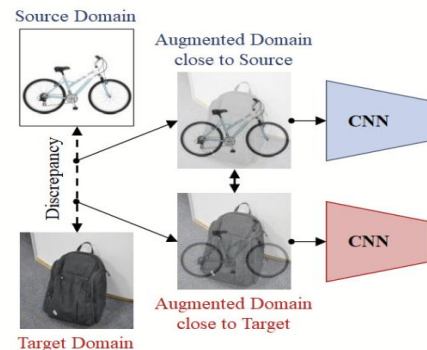 Source Domain
Augmented Domain
close to Source
CNN
Discrepancy
CNN
Target Domain
Augmented Domain
close to Target